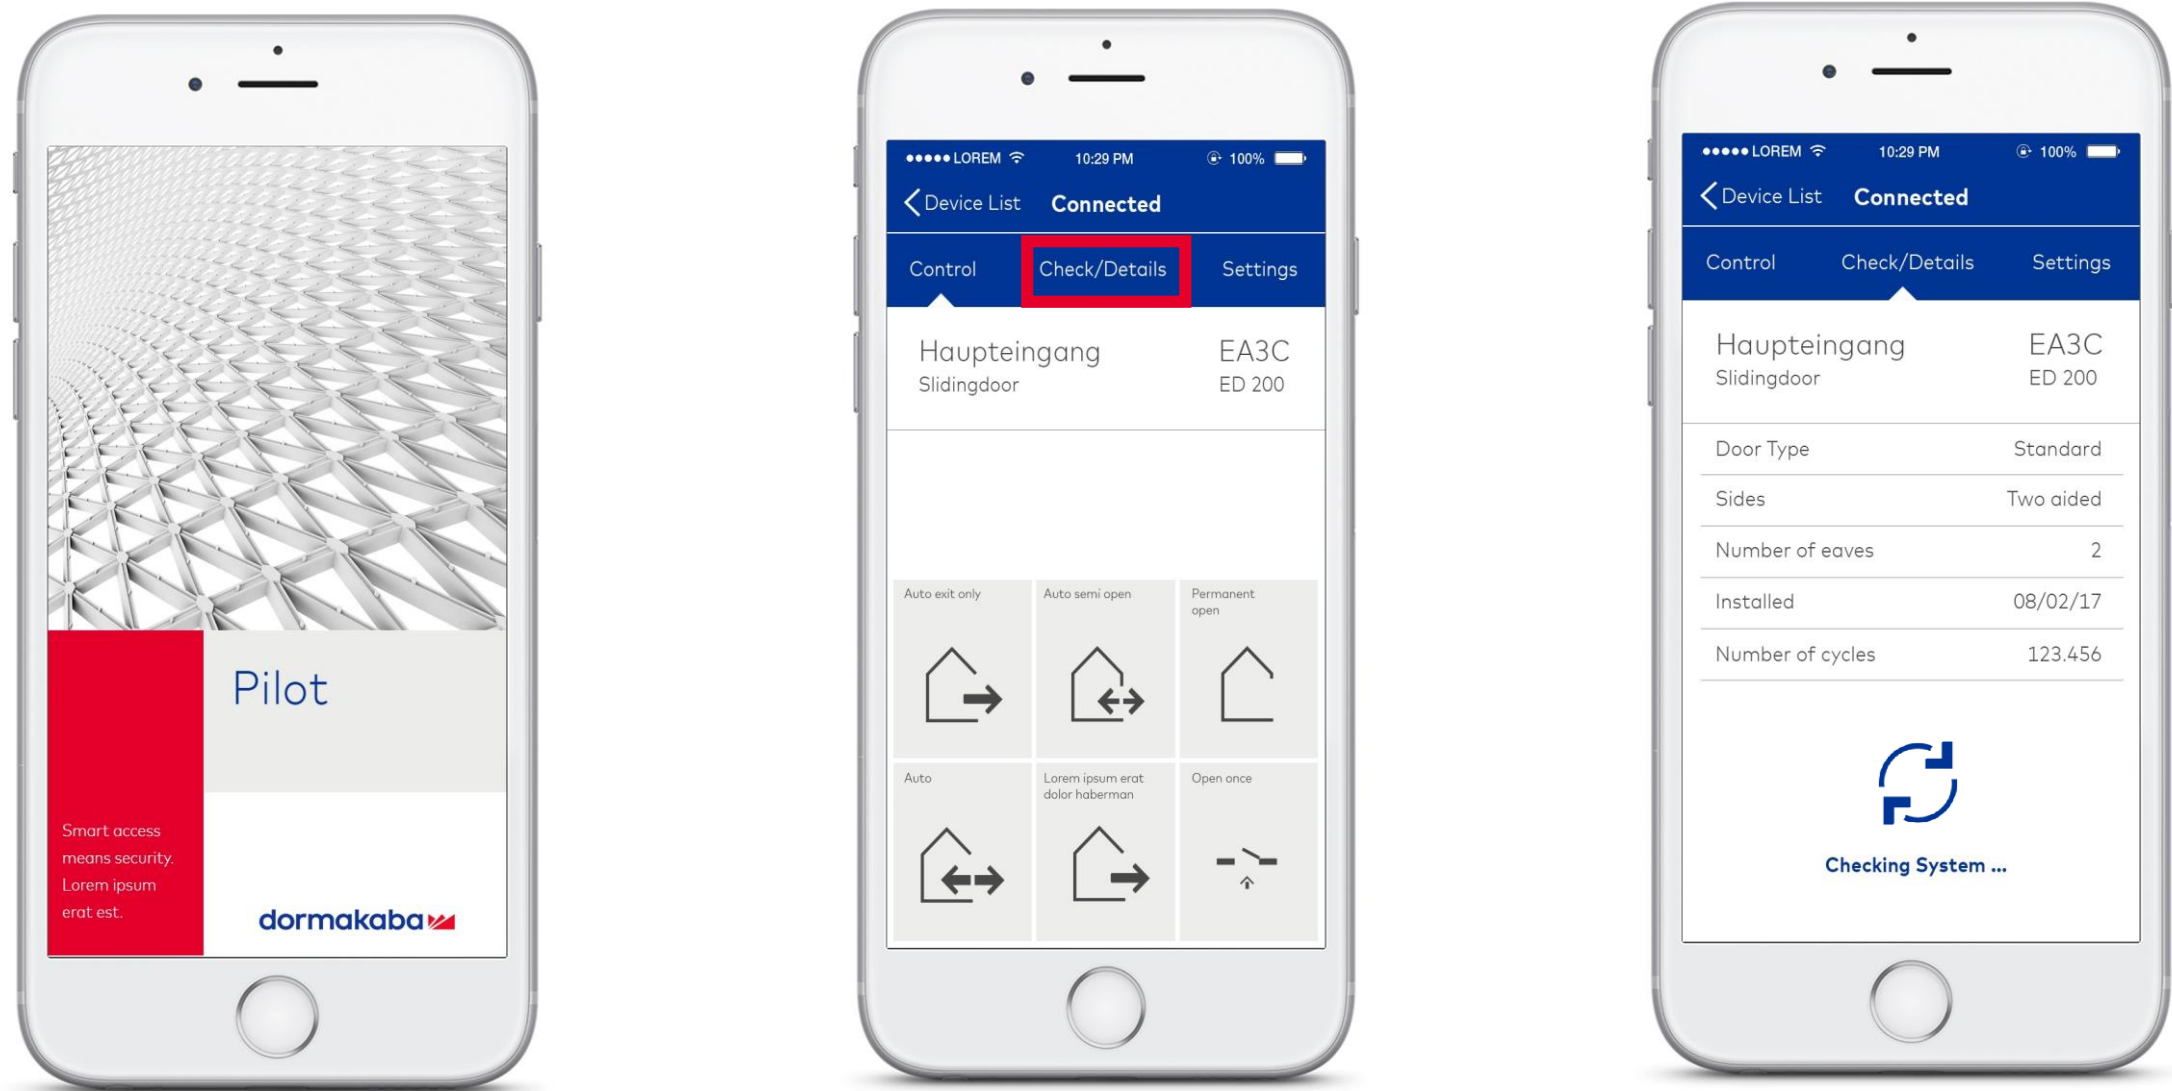 Pilot
Smart access
means security.
Lorem ipsum
erat est.
dormakaba
LOREM 10:29 PM 100%
Device List Connected
Control Check/Details Settings
Haupteingang EA3C
Slidingdoor ED 200
Auto exit only Auto semi open Permanent
open
Auto Lorem ipsum erat Open once
dolor haberman
LOREM 10:29 PM 100%
Device List Connected
Control Check/Details Settings
Haupteingang EA3C
Slidingdoor ED 200
Door Type Standard
Sides Two aided
Number of eaves 2
Installed 08/02/17
Number of cycles 123.456
Checking System ...